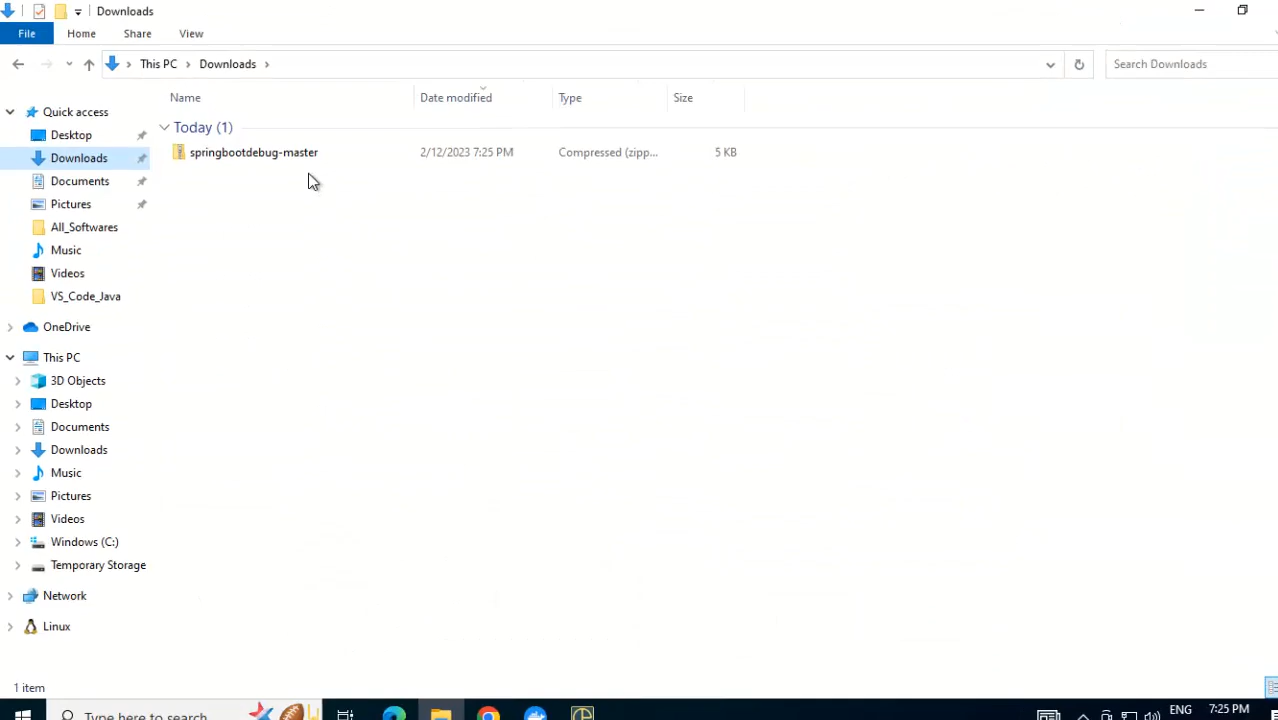 Downloads
File Home Share View
This PC Downloads Search Downloads
Name Date modified Type Size
Quick access
Today (1)
Desktop
springbootdebug-master 2/12/2023 7:25 PM Compressed (zipp... 5 KB
Downloads
Documents
Pictures
All_Softwares
Music
Videos
VS_Code_Java
OneDrive
This PC
3D Objects
Desktop
Documents
Downloads
Music
Pictures
Videos
Windows (C:)
Temporary Storage
Network
Linux
1 item
Type here to search ENG 7:25 PM